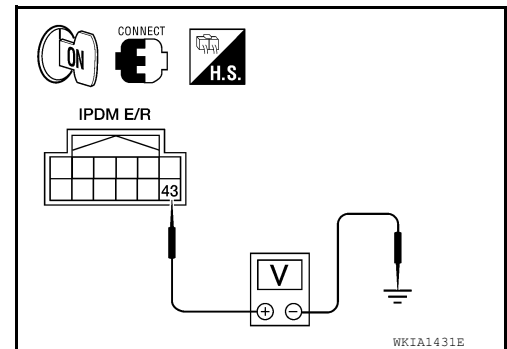 CONNECT
ON
H.S.
IPDM E/R
43
V
+ −
WKIA1431E